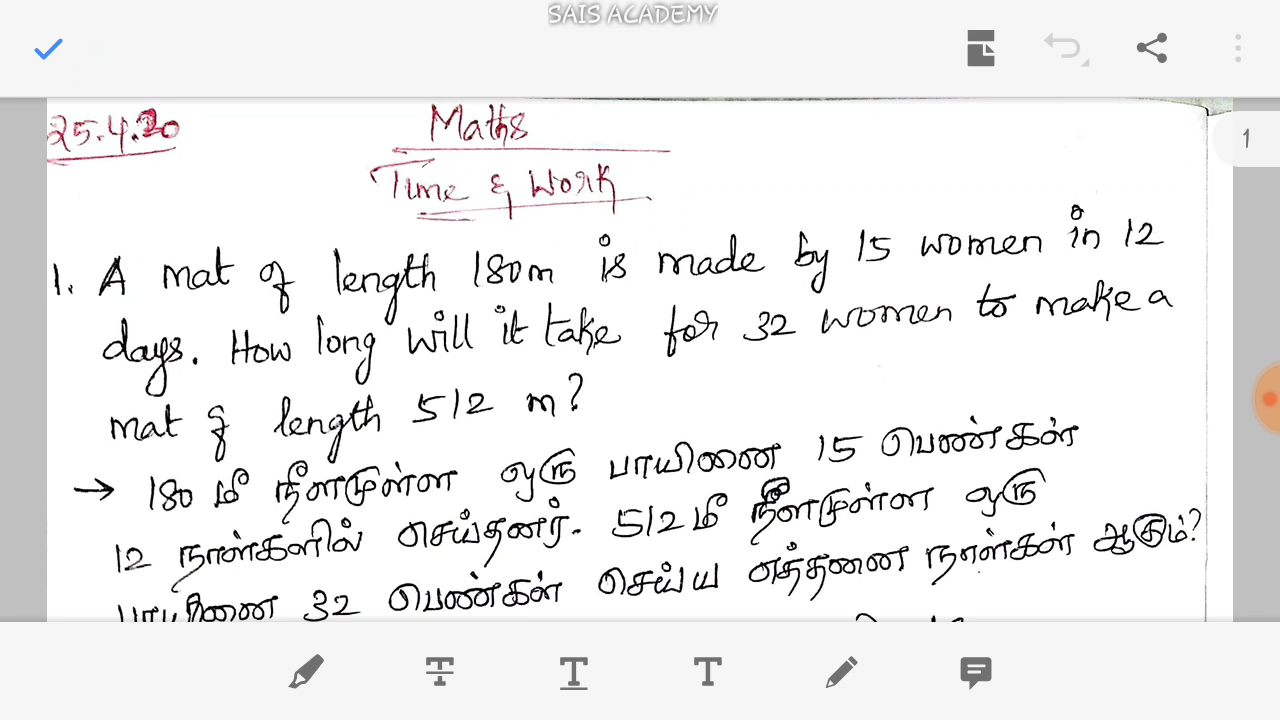 SAIS ACADEMY
1
25.4.20
Maths
Time & Work
1. A mat of length 180m is made by 15 women in 12
days. How long will it take for 32 women to make a
mat of length 512 m?
→ 180 மீ நீளமுள்ள ஒரு பாயினை 15 பெண்கள்
12 நாள்களில் செய்தனர். 512 மீ நீளமுள்ள ஒரு
பாயினை 32 பெண்கள் செய்ய எத்தனை நாள்கள் ஆகும்?